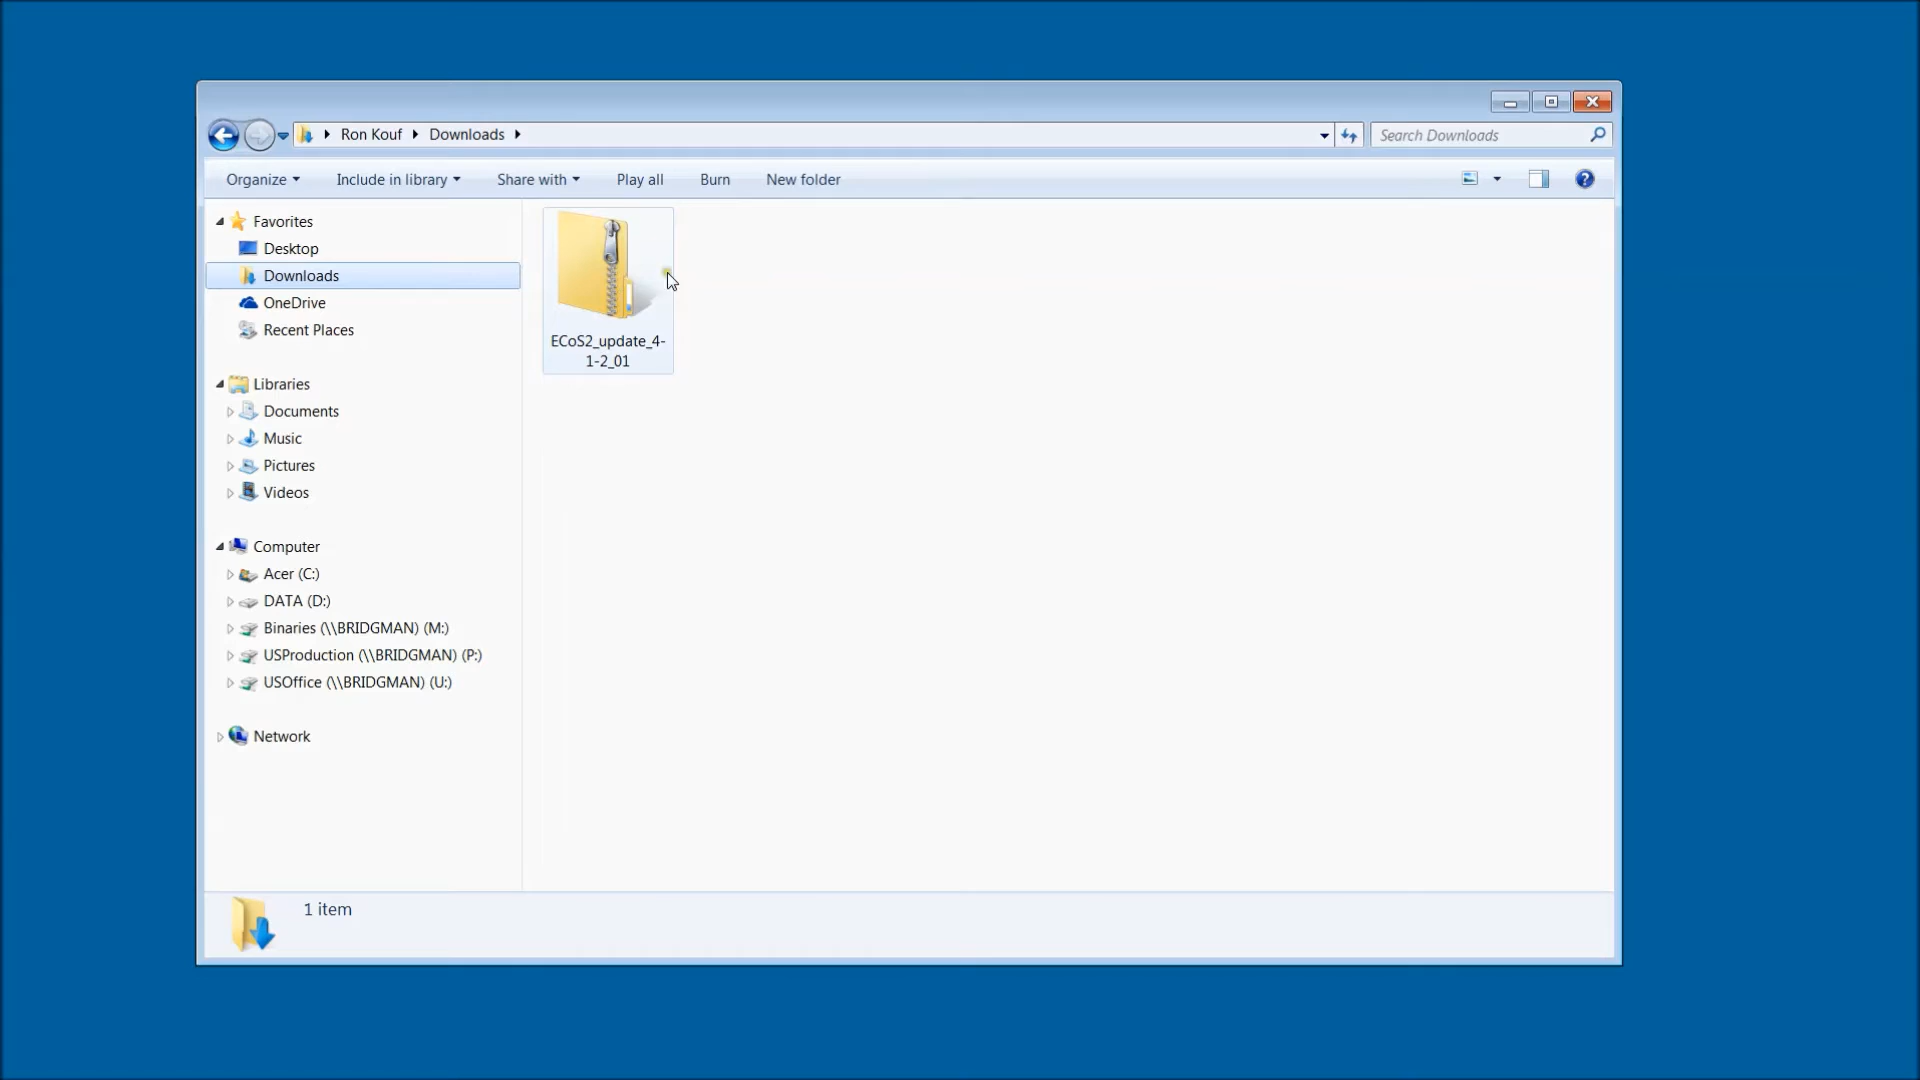 Ron Kouf Downloads
Search Downloads
Organize Include in library Share with Play all Burn New folder
Favorites
Desktop
Downloads
OneDrive
Recent Places
Libraries
Documents
Music
Pictures
Videos
Computer
Acer (C:)
DATA (D:)
Binaries (\\BRIDGMAN) (M:)
USProduction (\\BRIDGMAN) (P:)
USOffice (\\BRIDGMAN) (U:)
Network
ECoS2_update_4-
1-2_01
1 item